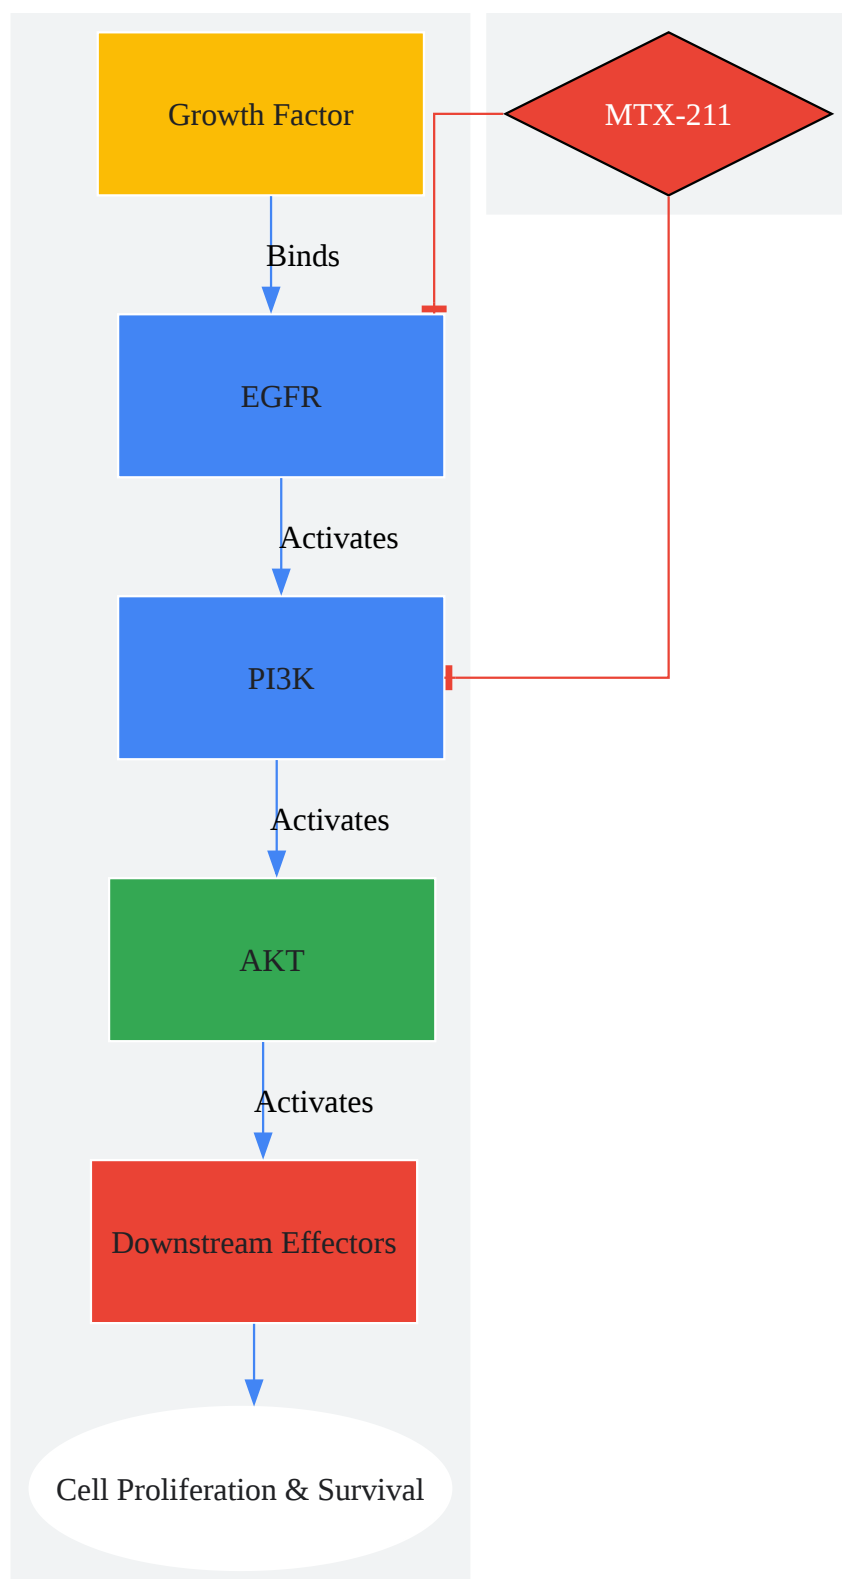 Growth Factor
MTX-211
Binds
EGFR
Activates
PI3K
Activates
AKT
Activates
Downstream Effectors
Cell Proliferation & Survival